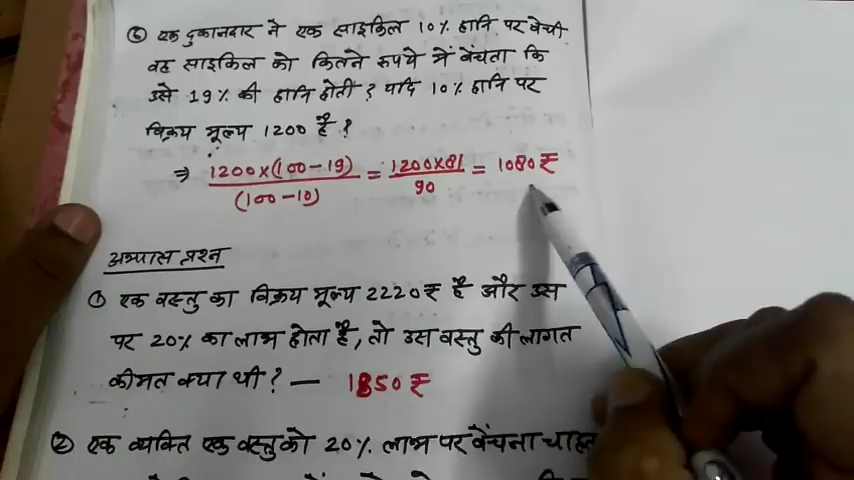 ⑥ एक दुकानदार ने एक साइकिल 10% हानि पर बेची
वह साइकिल को कितने रुपये में बेंचता कि
उसे 19% की हानि होती? यदि 10% हानि पर
विक्रय मूल्य 1200 है?
⇒ 1200×(100-19) / (100-10) = 1200×81 / 90 = 1080₹
अभ्यास प्रश्न
① एक वस्तु का विक्रय मूल्य 2220₹ है और उस
पर 20% का लाभ होता है, तो उस वस्तु की लागत
कीमत क्या थी? — 1850₹
② एक व्यक्ति एक वस्तु को 20% लाभ पर बेंचना